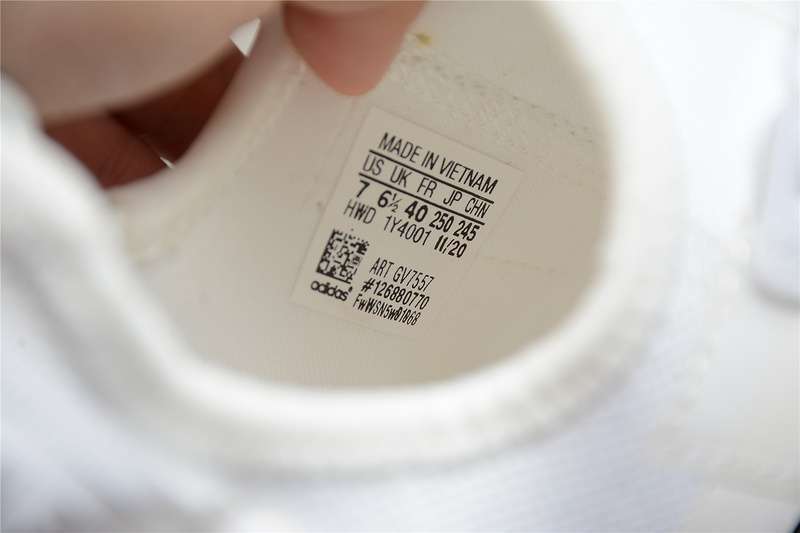 MADE IN VIETNAM
US UK FR JP CHN
7 6½ 40 250 245
HWD 1Y4001 11/20
ART GV7557
#126880770
adidas® FwWSN5w01068